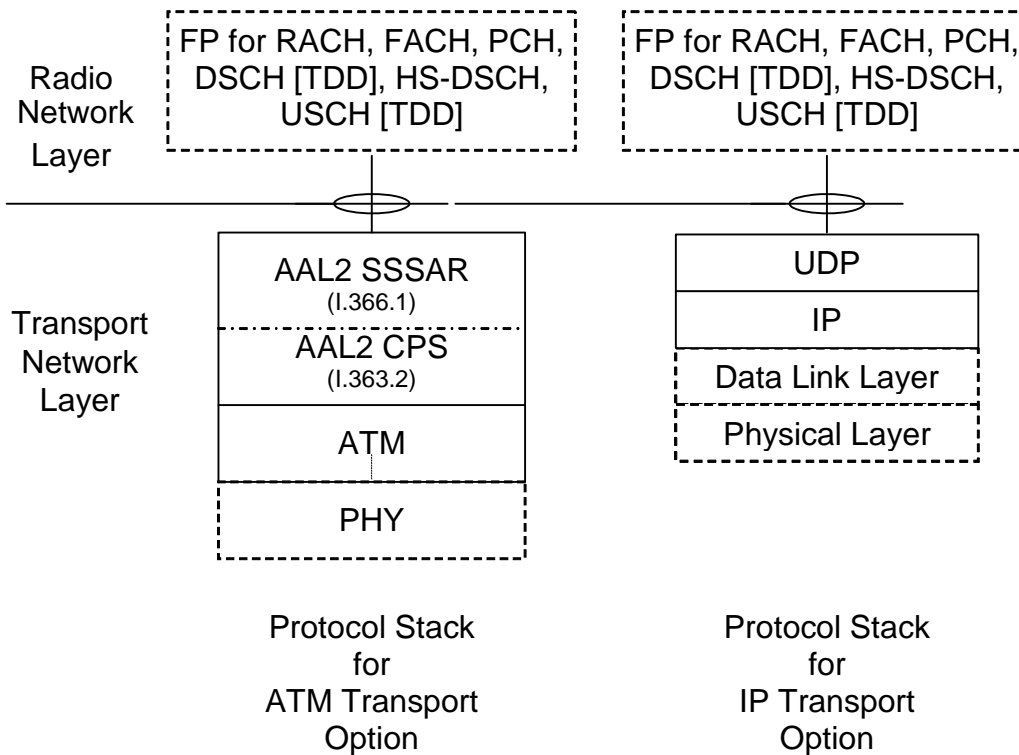 Radio
Network
Layer
FP for RACH, FACH, PCH,
DSCH [TDD], HS-DSCH,
USCH [TDD]
FP for RACH, FACH, PCH,
DSCH [TDD], HS-DSCH,
USCH [TDD]
Transport
Network
Layer
AAL2 SSSAR
(I.366.1)
AAL2 CPS
(I.363.2)
ATM
PHY
UDP
IP
Data Link Layer
Physical Layer
Protocol Stack
for
ATM Transport
Option
Protocol Stack
for
IP Transport
Option